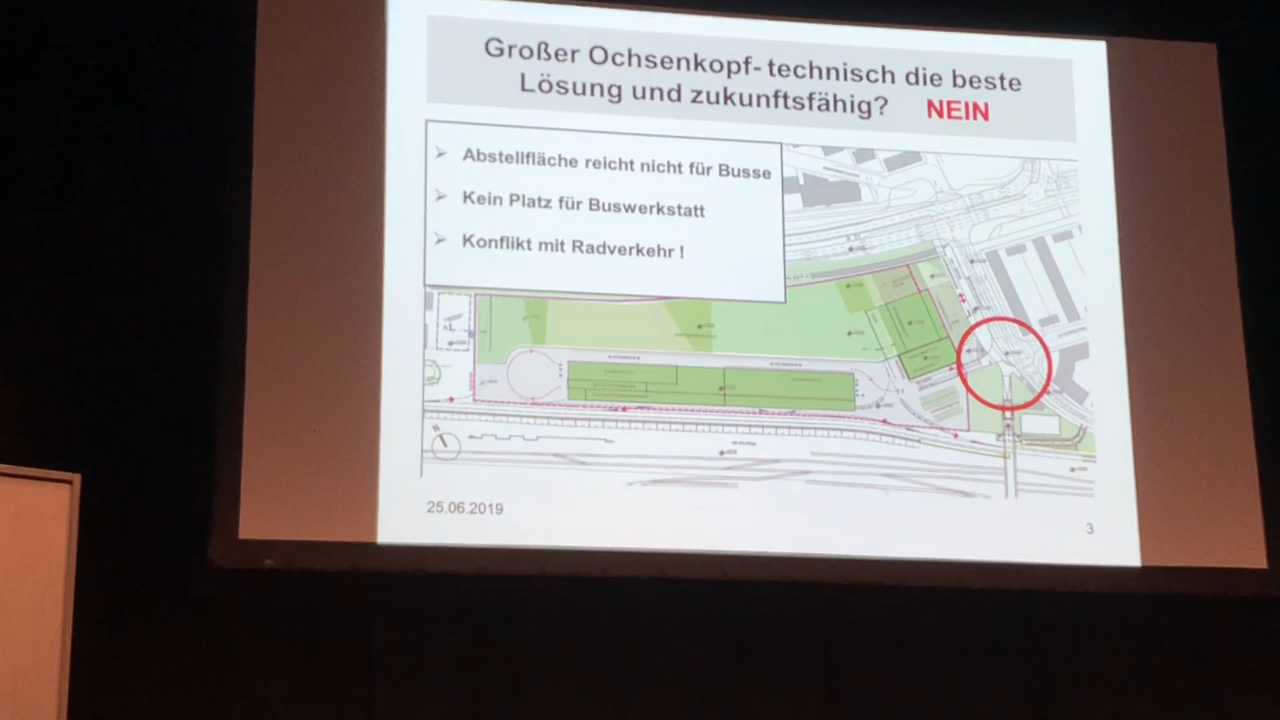 Großer Ochsenkopf- technisch die beste
Lösung und zukunftsfähig? NEIN
➢ Abstellfläche reicht nicht für Busse
➢ Kein Platz für Buswerkstatt
➢ Konflikt mit Radverkehr !
N
25.06.2019
3